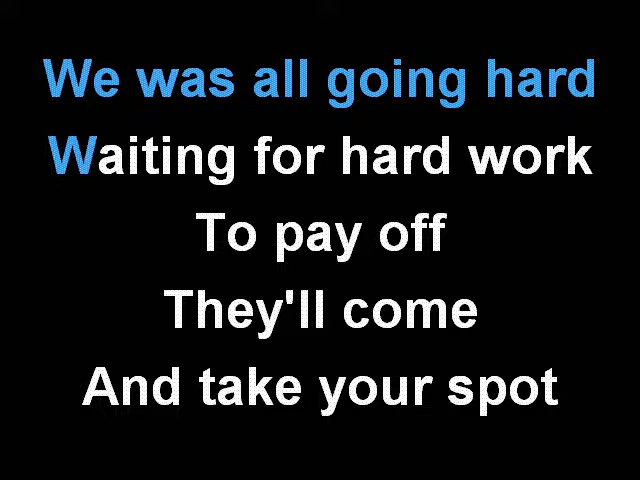 We was all going hard
Waiting for hard work
To pay off
They'll come
And take your spot